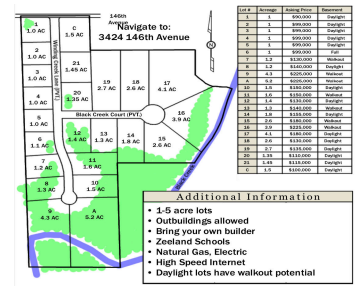 146th
Avenue
Navigate to:
3424 146th Avenue
N
1
1.0 AC
2
1.0 AC
3
1.0 AC
4
1.0 AC
5
1.0 AC
6
1.1 AC
7
1.2 AC
8
1.3 AC
9
4.3 AC
A
5.2 AC
10
1.5 AC
11
1.6 AC
12
1.4 AC
13
1.3 AC
14
1.8 AC
15
2.6 AC
16
3.9 AC
17
4.1 AC
18
2.6 AC
19
2.7 AC
20
1.35 AC
21
1.45 AC
C
1.5 AC
Black Creek Court (PVT.)
Black Creek
Lot # Acreage Asking Price Basement
1 1 $90,000 Daylight
2 1 $99,000 Daylight
3 1 $99,000 Daylight
4 1 $99,000 Daylight
5 1 $99,000 Daylight
6 1 $99,000 Full
7 1.2 $130,000 Walkout
8 1.2 $140,000 Daylight
9 4.3 $225,000 Walkout
A 5.2 $225,000 Daylight
10 1.5 $150,000 Daylight
11 1.6 $150,000 Walkout
12 1.4 $130,000 Daylight
13 1.3 $140,000 Walkout
14 1.8 $155,000 Daylight
15 2.6 $180,000 Walkout
16 3.9 $225,000 Walkout
17 4.1 $180,000 Daylight
18 2.6 $130,000 Daylight
19 2.7 $135,000 Daylight
20 1.35 $110,000 Daylight
21 1.45 $115,000 Daylight
C 1.5 $100,000 Daylight
Additional Information
• 1-5 acre lots
• Outbuildings allowed
• Bring your own builder
• Zeeland Schools
• Natural Gas, Electric
• High Speed Internet
• Daylight lots have walkout potential